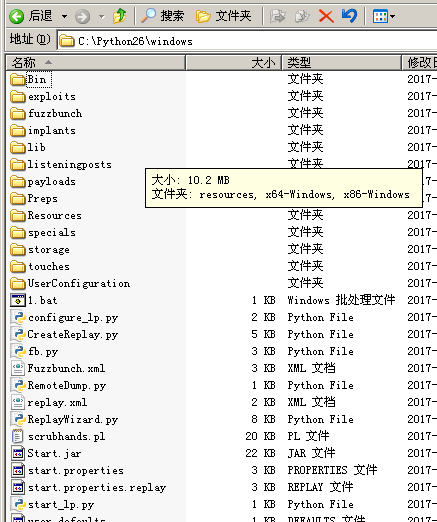 后退 搜索 文件夹
地址(D) C:\Python26\windows
名称 大小 类型 修改日
Bin 文件夹 2017-
exploits 文件夹 2017-
fuzzbunch 文件夹 2017-
implants 文件夹 2017-
lib 文件夹 2017-
listeningposts 文件夹 2017-
payloads
大小: 10.2 MB
Preps
文件夹: resources, x64-Windows, x86-Windows
Resources 文件夹 2017-
specials 文件夹 2017-
storage 文件夹 2017-
touches 文件夹 2017-
UserConfiguration 文件夹 2017-
1.bat 1 KB Windows 批处理文件 2017-
configure_lp.py 2 KB Python File 2017-
CreateReplay.py 5 KB Python File 2017-
fb.py 3 KB Python File 2017-
Fuzzbunch.xml 3 KB XML 文档 2017-
RemoteDump.py 1 KB Python File 2017-
replay.xml 2 KB XML 文档 2017-
ReplayWizard.py 8 KB Python File 2017-
scrubhands.pl 20 KB PL 文件 2017-
Start.jar 22 KB JAR 文件 2017-
start.properties 3 KB PROPERTIES 文件 2017-
start.properties.replay 3 KB REPLAY 文件 2017-
start_lp.py 1 KB Python File 2017-
user.defaults DEFAULTS 文件 2017-